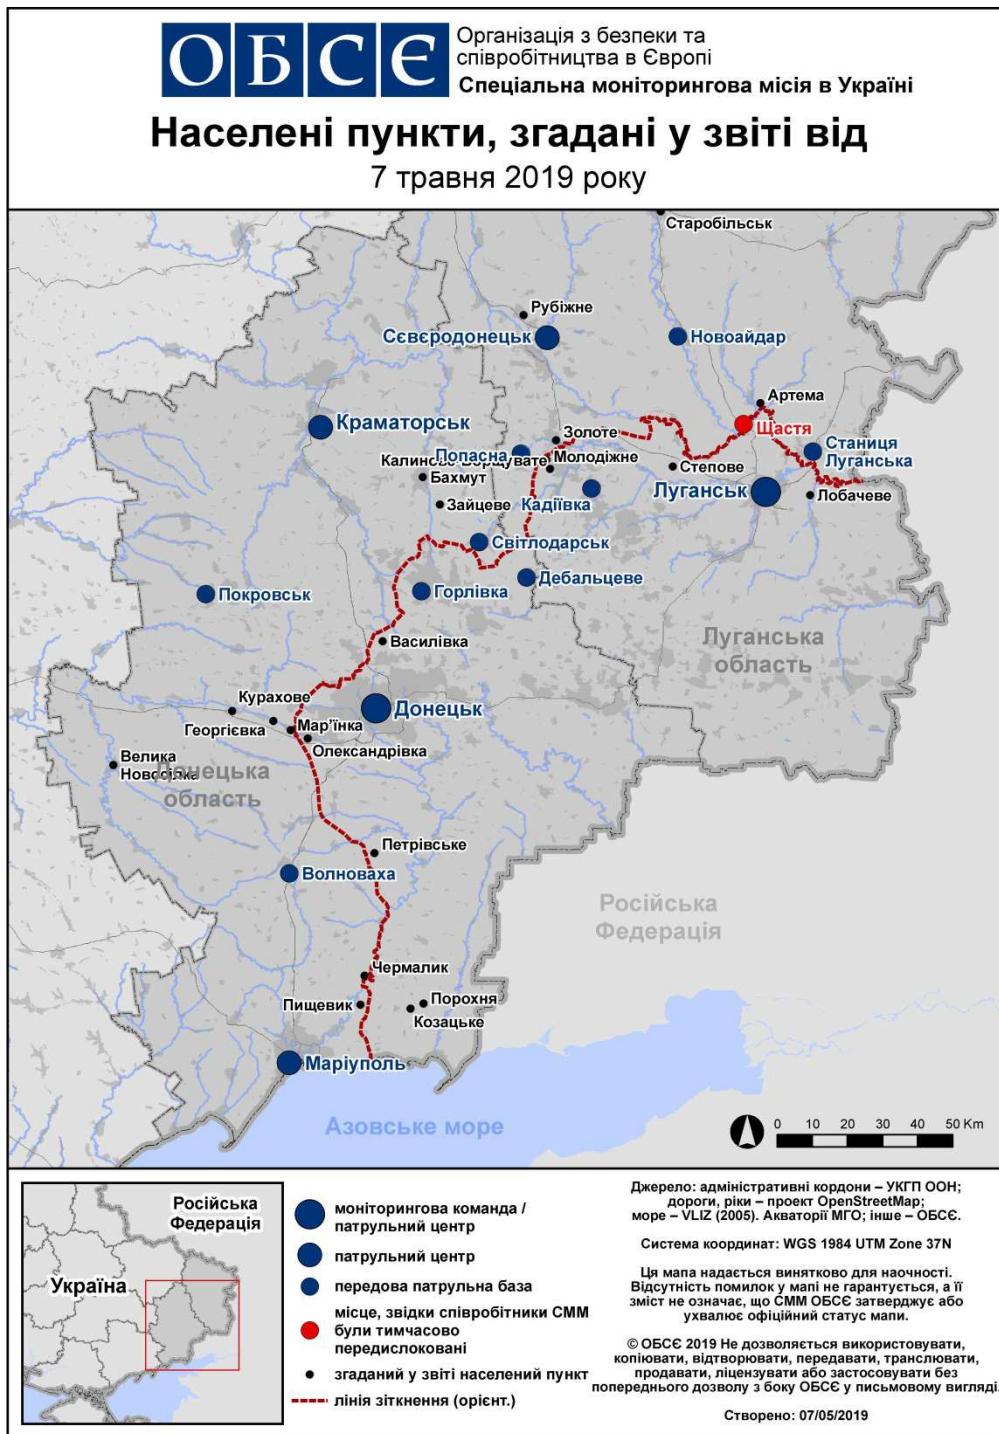 ОБСЄ
Організація з безпеки та
співробітництва в Європі
Спеціальна моніторингова місія в Україні
Населені пункти, згадані у звіті від
7 травня 2019 року
Старобільськ
Рубіжне
Сєвєродонецьк
Новоайдар
Артема
Щастя
Краматорськ
Золоте
Станиця
Луганська
Попасна
Калинове-Борщувате
Молодіжне
Степове
Бахмут
Луганськ
Лобачеве
Кадіївка
Зайцеве
Світлодарськ
Дебальцеве
Горлівка
Покровськ
Василівка
Луганська
область
Курахове
Донецьк
Георгієвка
Мар'їнка
Олександрівка
Велика
Новосілка
Донецька
область
Петрівське
Волноваха
Російська
Федерація
Чермалик
Пищевик
Порохня
Козацьке
Маріуполь
Азовське море
0 10 20 30 40 50 Км
Російська
Федерація
Україна
моніторингова команда /
патрульний центр
патрульний центр
передова патрульна база
місце, звідки співробітники СММ
були тимчасово
передислоковані
згаданий у звіті населений пункт
лінія зіткнення (орієнт.)
Джерело: адміністративні кордони – УКГП ООН;
дороги, ріки – проект OpenStreetMap;
море – VLIZ (2005). Акваторії МГО; інше – ОБСЄ.
Система координат: WGS 1984 UTM Zone 37N
Ця мапа надається винятково для наочності.
Відсутність помилок у мапі не гарантується, а її
зміст не означає, що СММ ОБСЄ затверджує або
ухвалює офіційний статус мапи.
© ОБСЄ 2019 Не дозволяється використовувати,
копіювати, відтворювати, передавати, транслювати,
продавати, ліцензувати або застосовувати без
попереднього дозволу з боку ОБСЄ у письмовому вигляді.
Створено: 07/05/2019